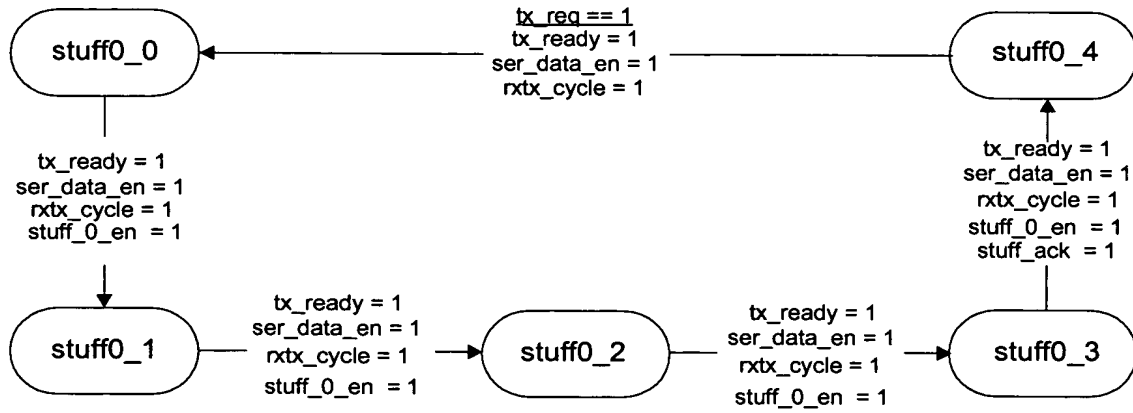 stuff0_0
tx_req == 1
tx_ready = 1
ser_data_en = 1
rxtx_cycle = 1
stuff0_4
tx_ready = 1
ser_data_en = 1
rxtx_cycle = 1
stuff_0_en = 1
tx_ready = 1
ser_data_en = 1
rxtx_cycle = 1
stuff_0_en = 1
stuff_ack = 1
stuff0_1
tx_ready = 1
ser_data_en = 1
rxtx_cycle = 1
stuff_0_en = 1
stuff0_2
tx_ready = 1
ser_data_en = 1
rxtx_cycle = 1
stuff_0_en = 1
stuff0_3